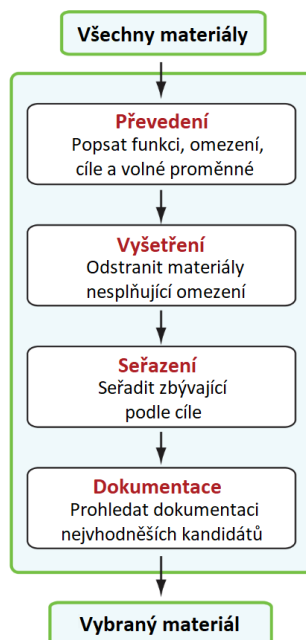 Všechny materiály
Převedení
Popsat funkci, omezení,
cíle a volné proměnné
Vyšetření
Odstranit materiály
nesplňující omezení
Seřazení
Seřadit zbývající
podle cíle
Dokumentace
Prohledat dokumentaci
nejvhodněších kandidátů
Vybraný materiál